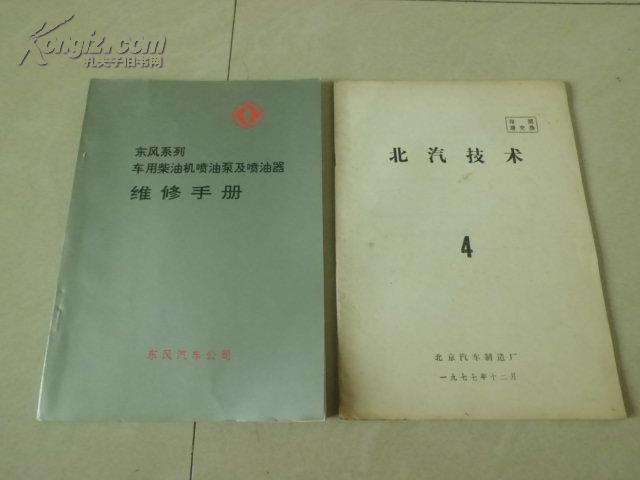 Kongfz.com
孔夫子旧书网
东风系列
车用柴油机喷油泵及喷油器
维修手册
东风汽车公司
北汽技术
4
北京汽车制造厂
一九七七年十二月